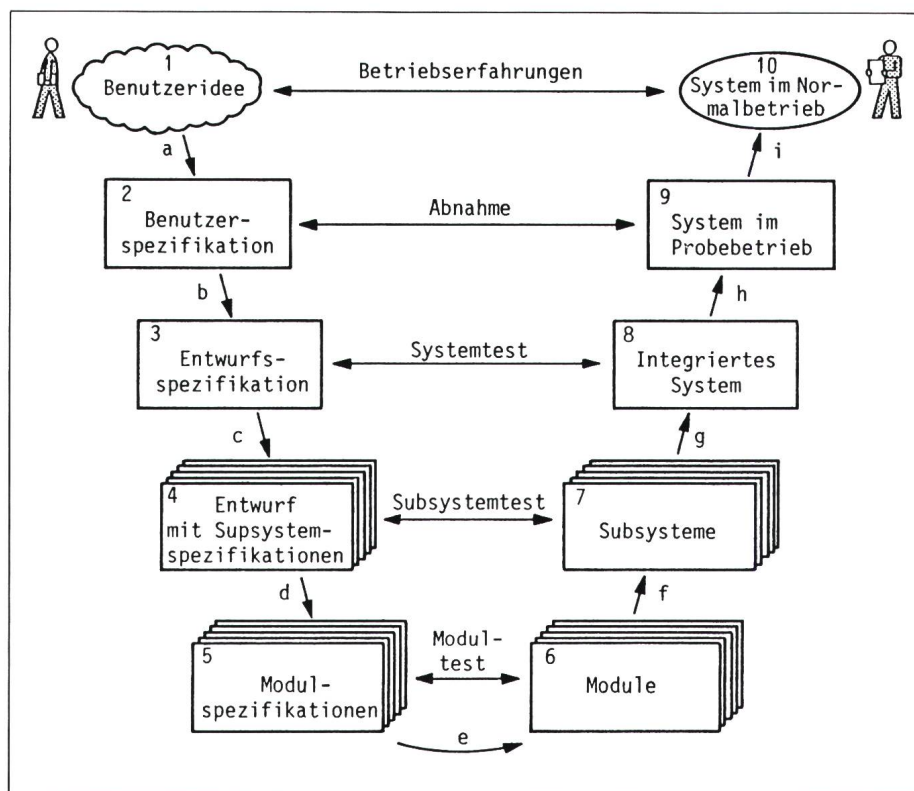 1
Benutzeridee
Betriebserfahrungen
10
System im Nor-
malbetrieb
a
i
2
Benutzer-
spezifikation
Abnahme
9
System im
Probebetrieb
b
h
3
Entwurfs-
spezifikation
Systemtest
8
Integriertes
System
c
g
4
Entwurf
mit Supsystem-
spezifikationen
Subsystemtest
7
Subsysteme
d
f
5
Modul-
spezifikationen
Modul-
test
6
Module
e